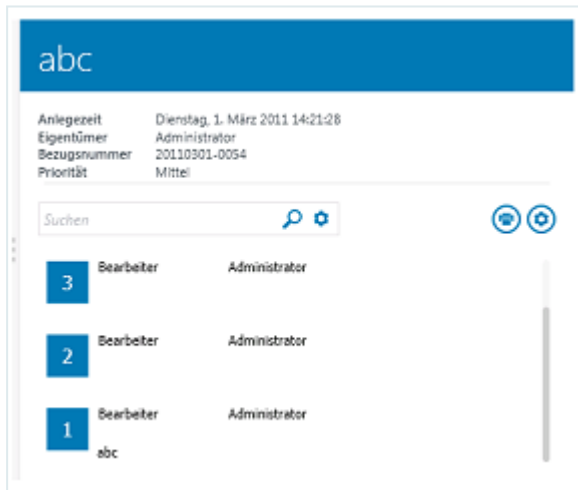 abc
Anlegezeit Dienstag, 1. März 2011 14:21:28
Eigentümer Administrator
Bezugsnummer 20110301-0054
Priorität Mittel
Suchen
3 Bearbeiter Administrator
2 Bearbeiter Administrator
1 Bearbeiter Administrator
abc